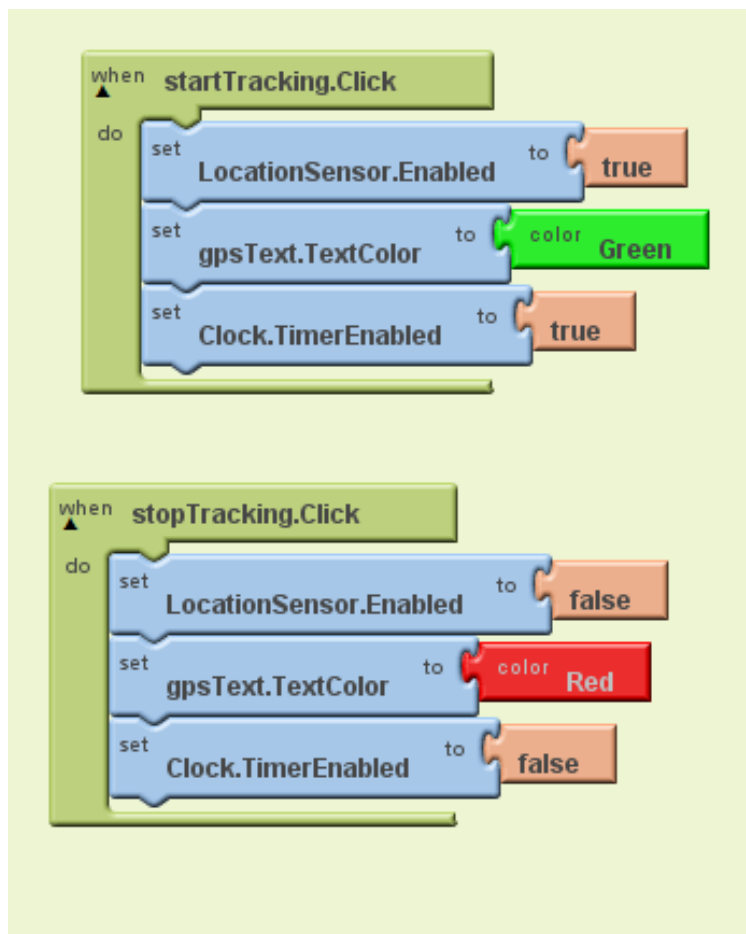 when startTracking.Click
do
set LocationSensor.Enabled to true
set gpsText.TextColor to color Green
set Clock.TimerEnabled to true
when stopTracking.Click
do
set LocationSensor.Enabled to false
set gpsText.TextColor to color Red
set Clock.TimerEnabled to false